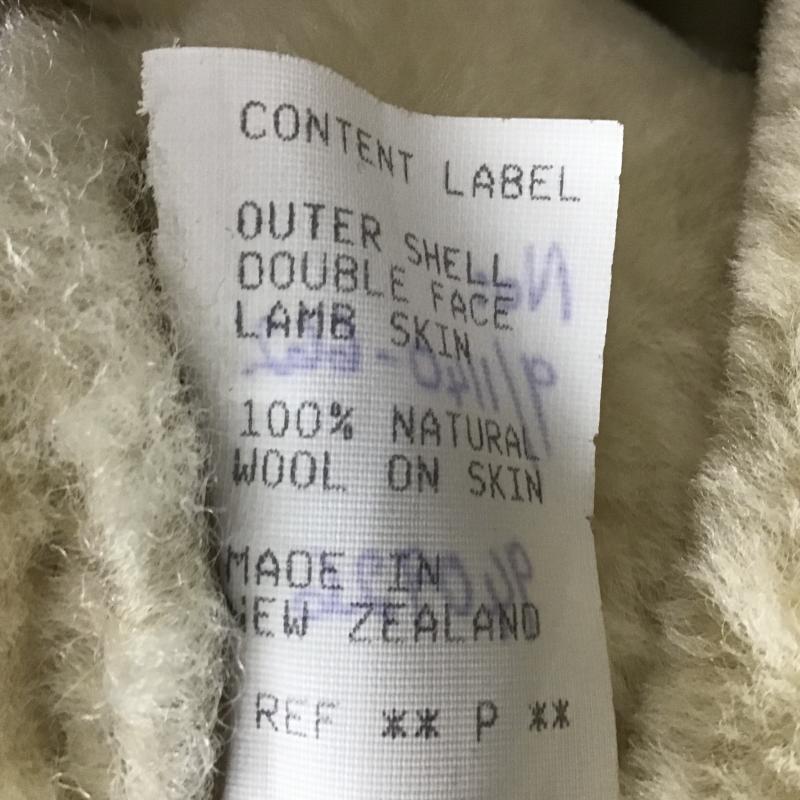 CONTENT LABEL
OUTER SHELL
DOUBLE FACE
LAMB SKIN
100% NATURAL
WOOL ON SKIN
MADE IN
NEW ZEALAND
REF ** P **